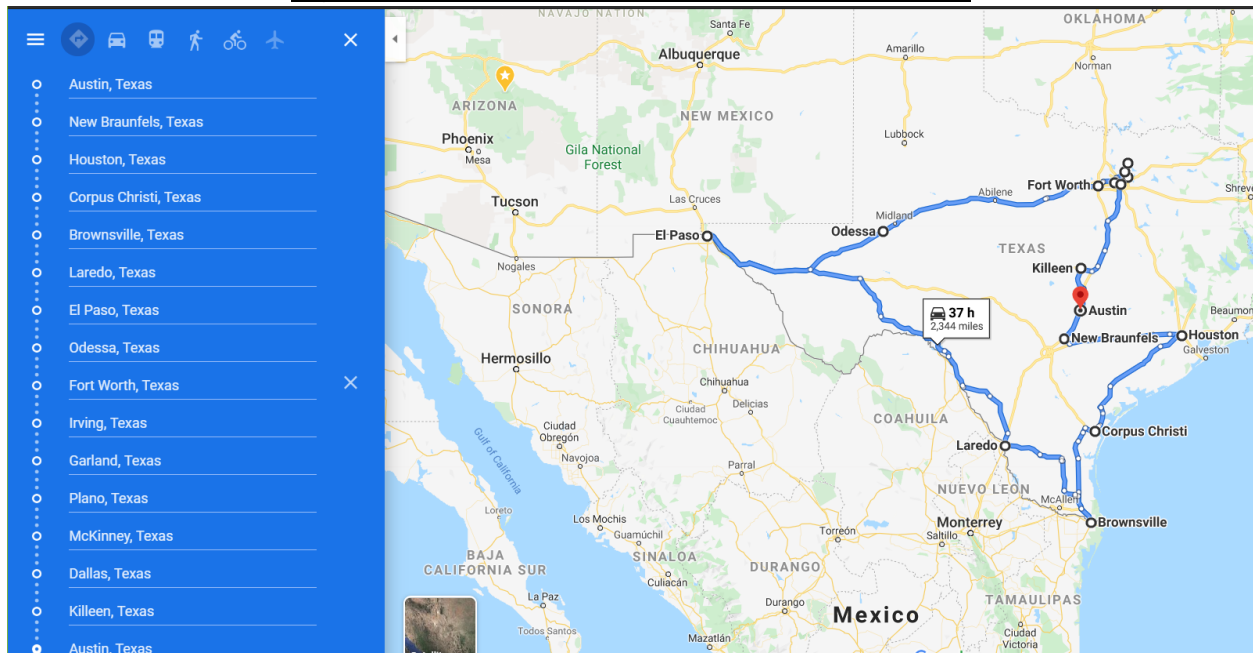 Austin, Texas
New Braunfels, Texas
Houston, Texas
Corpus Christi, Texas
Brownsville, Texas
Laredo, Texas
El Paso, Texas
Odessa, Texas
Fort Worth, Texas
Irving, Texas
Garland, Texas
Plano, Texas
McKinney, Texas
Dallas, Texas
Killeen, Texas
Austin, Texas
NAVAJO NATION
Santa Fe
OKLAHOMA
Albuquerque
Amarillo
Norman
ARIZONA
NEW MEXICO
Phoenix
Mesa
Gila National
Forest
Lubbock
Fort Worth
Abilene
Shreve
Tucson
Las Cruces
Midland
El Paso
Odessa
TEXAS
Nogales
Killeen
SONORA
37 h
2,344 miles
Austin
Beaumon
New Braunfels
Houston
Galveston
Hermosillo
CHIHUAHUA
Chihuahua
Delicias
Ciudad
Cuauhtemoc
COAHUILA
Ciudad
Obregón
Navojoa
Gulf of California
Corpus Christi
Laredo
Parral
NUEVO LEON
McAllen
Loreto
Los Mochis
Guamúchil
Torreón
Monterrey
Saltillo
Brownsville
BAJA
CALIFORNIA SUR
SINALOA
Culiacán
DURANGO
La Paz
Durango
TAMAULIPAS
Mexico
Todos Santos
Mazatlán
Ciudad
Victoria